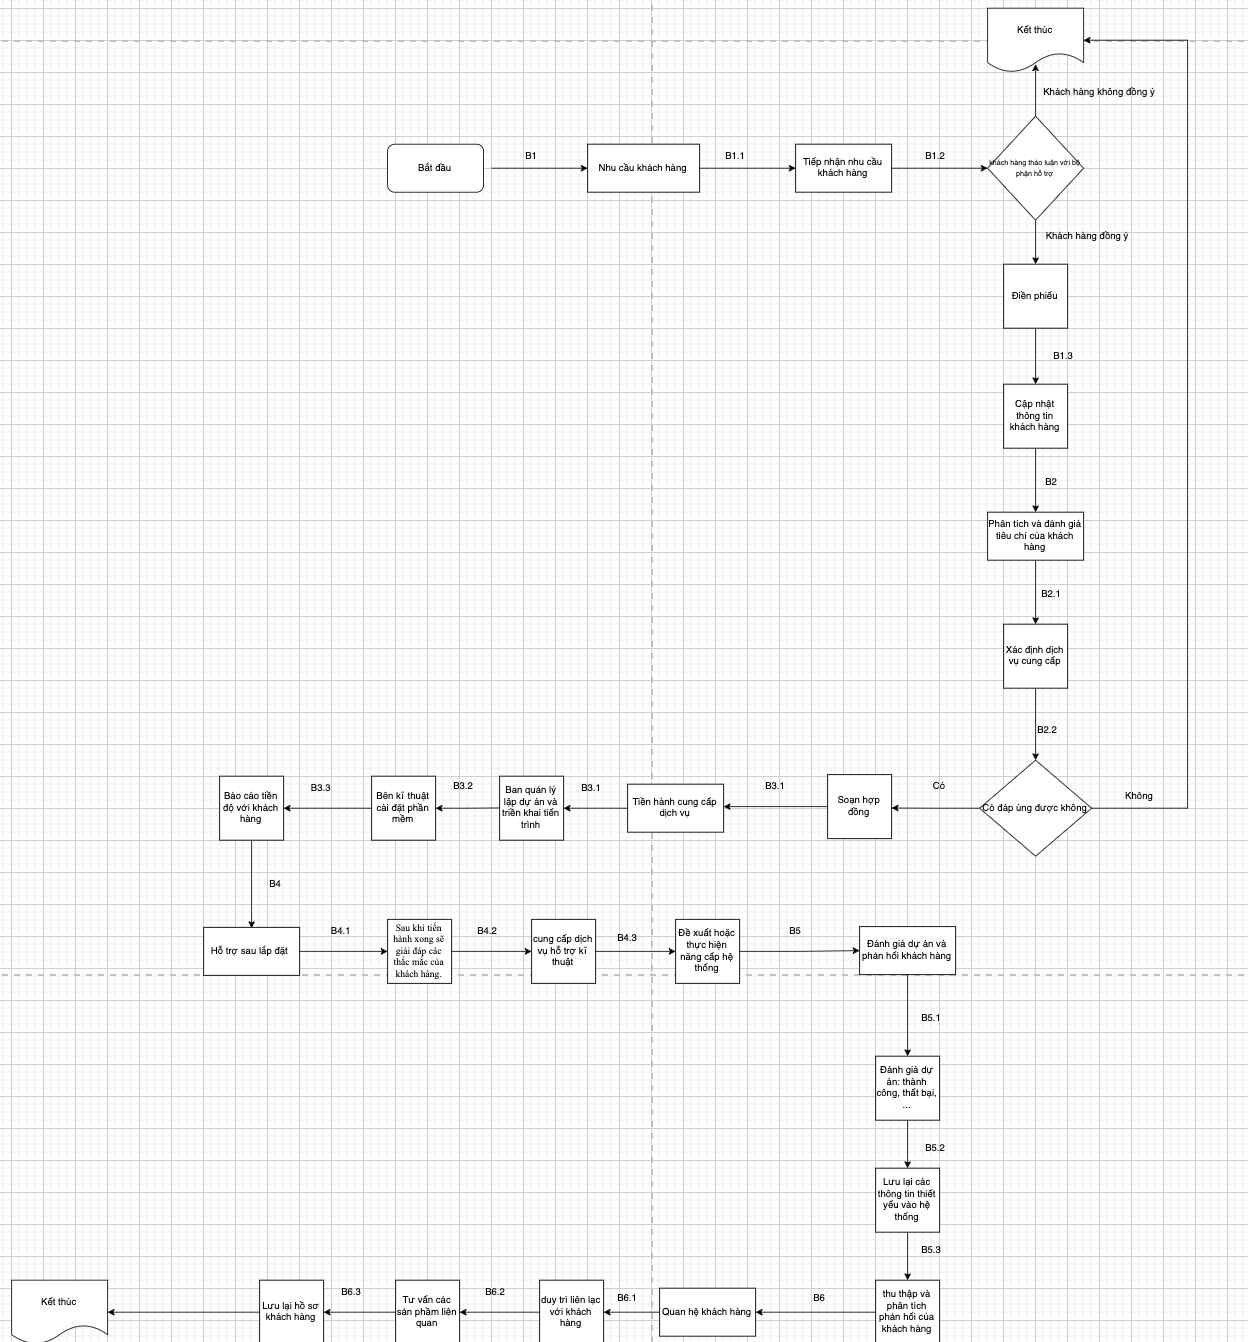 Kết thúc
Khách hàng không đồng ý
Bắt đầu
B1
Nhu cầu khách hàng
B1.1
Tiếp nhận nhu cầu
khách hàng
B1.2
khách hàng thảo luận với bộ
phận hỗ trợ
Khách hàng đồng ý
Điền phiếu
B1.3
Cập nhật
thông tin
khách hàng
B2
Phân tích và đánh giá
tiêu chí của khách
hàng
B2.1
Xác định dịch
vụ cung cấp
B2.2
Có đáp ứng được không
Không
Có
Soạn hợp
đồng
B3.1
Tiến hành cung cấp
dịch vụ
B3.1
Ban quản lý
lập dự án và
triển khai tiến
trình
B3.2
Bên kĩ thuật
cài đặt phần
mềm
B3.3
Báo cáo tiến
độ với khách
hàng
B4
Hỗ trợ sau lắp đặt
B4.1
Sau khi tiến
hành xong sẽ
giải đáp các
thắc mắc của
khách hàng.
B4.2
cung cấp dịch
vụ hỗ trợ kĩ
thuật
B4.3
Đề xuất hoặc
thực hiện
nâng cấp hệ
thống
B5
Đánh giá dự án và
phản hồi khách hàng
B5.1
Đánh giá dự
án: thành
công, thất bại,
...
B5.2
Lưu lại các
thông tin thiết
yếu vào hệ
thống
B5.3
thu thập và
phân tích
phản hồi của
khách hàng
B6
Quan hệ khách hàng
B6.1
duy trì liên lạc
với khách
hàng
B6.2
Tư vấn các
sản phẩm liên
quan
B6.3
Lưu lại hồ sơ
khách hàng
Kết thúc